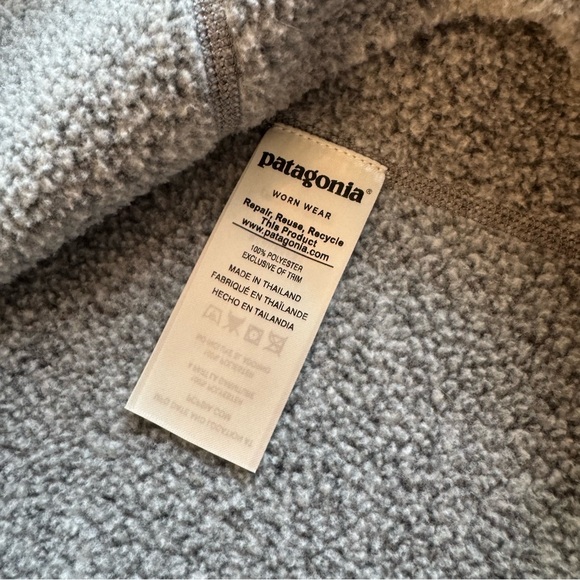 patagonia®
WORN WEAR
Repair, Reuse, Recycle
This Product
www.patagonia.com
100% POLYESTER
EXCLUSIVE OF TRIM
MADE IN THAILAND
FABRIQUÉ EN THAÏLANDE
HECHO EN TAILANDIA